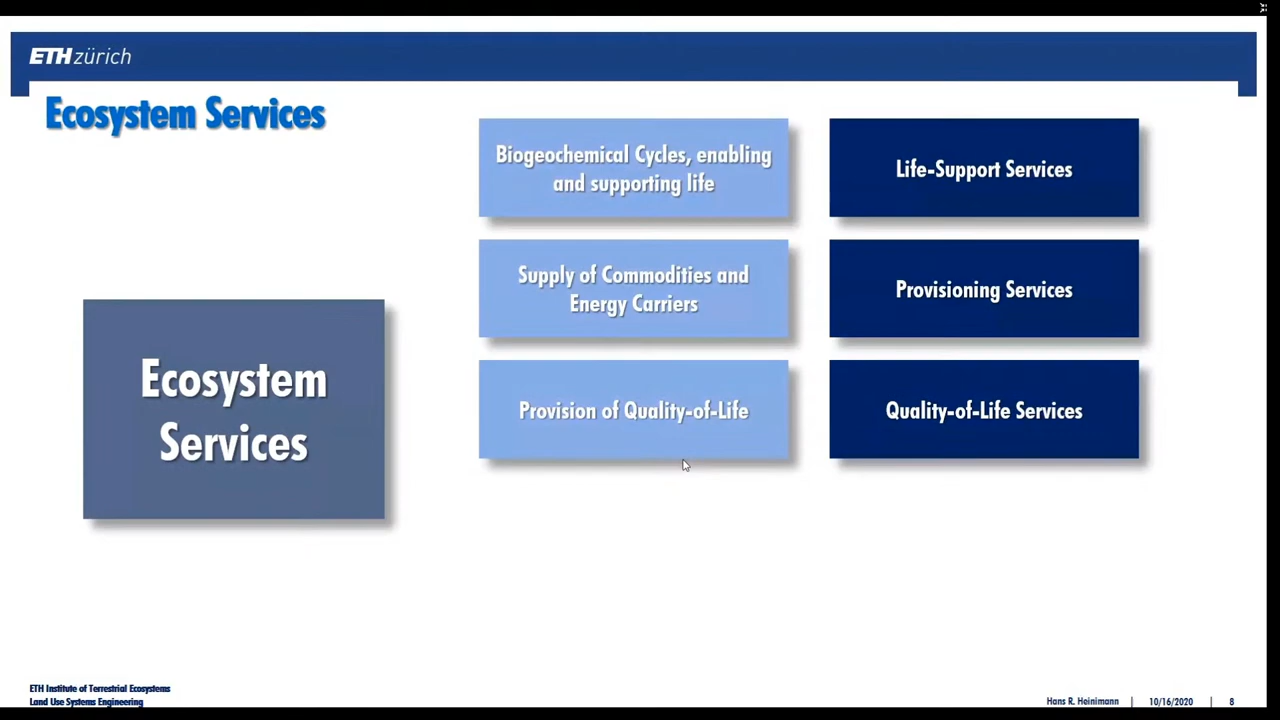 ETH zürich
Ecosystem Services
Biogeochemical Cycles, enabling
and supporting life
Life-Support Services
Supply of Commodities and
Energy Carriers
Provisioning Services
Ecosystem
Services
Provision of Quality-of-Life
Quality-of-Life Services
ETH Institute of Terrestrial Ecosystems
Land Use Systems Engineering
Hans R. Heinimann | 10/16/2020 | 8